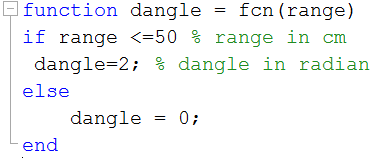 function dangle = fcn(range)
if range <=50 % range in cm
 dangle=2; % dangle in radian
else
    dangle = 0;
end